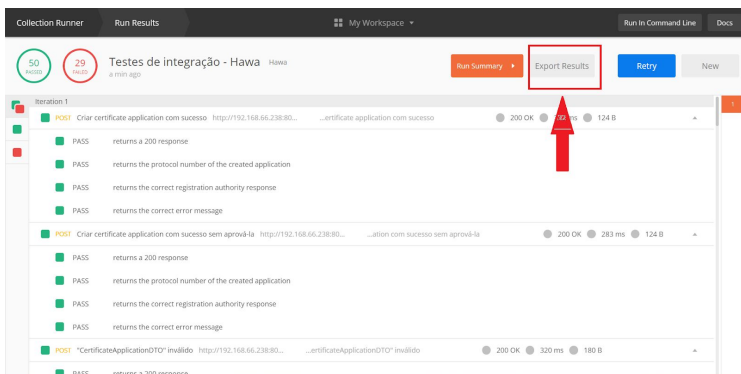 Collection Runner Run Results My Workspace Run In Command Line Docs
50 PASSED 29 FAILED Testes de integração - Hawa Hawa Run Summary Export Results Retry New
a min ago
Iteration 1
1
POST Criar certificate application com sucesso http://192.168.66.238:80... ...ertificate application com sucesso 200 OK ms 124 B
PASS returns a 200 response
PASS returns the protocol number of the created application
PASS returns the correct registration authority response
PASS returns the correct error message
POST Criar certificate application com sucesso sem aprová-la http://192.168.66.238:80... ...ation com sucesso sem aprová-la 200 OK 283 ms 124 B
PASS returns a 200 response
PASS returns the protocol number of the created application
PASS returns the correct registration authority response
PASS returns the correct error message
POST "CertificateApplicationDTO" inválido http://192.168.66.238:80... ...ertificateApplicationDTO" inválido 200 OK 320 ms 180 B
PASS returns a 200 response